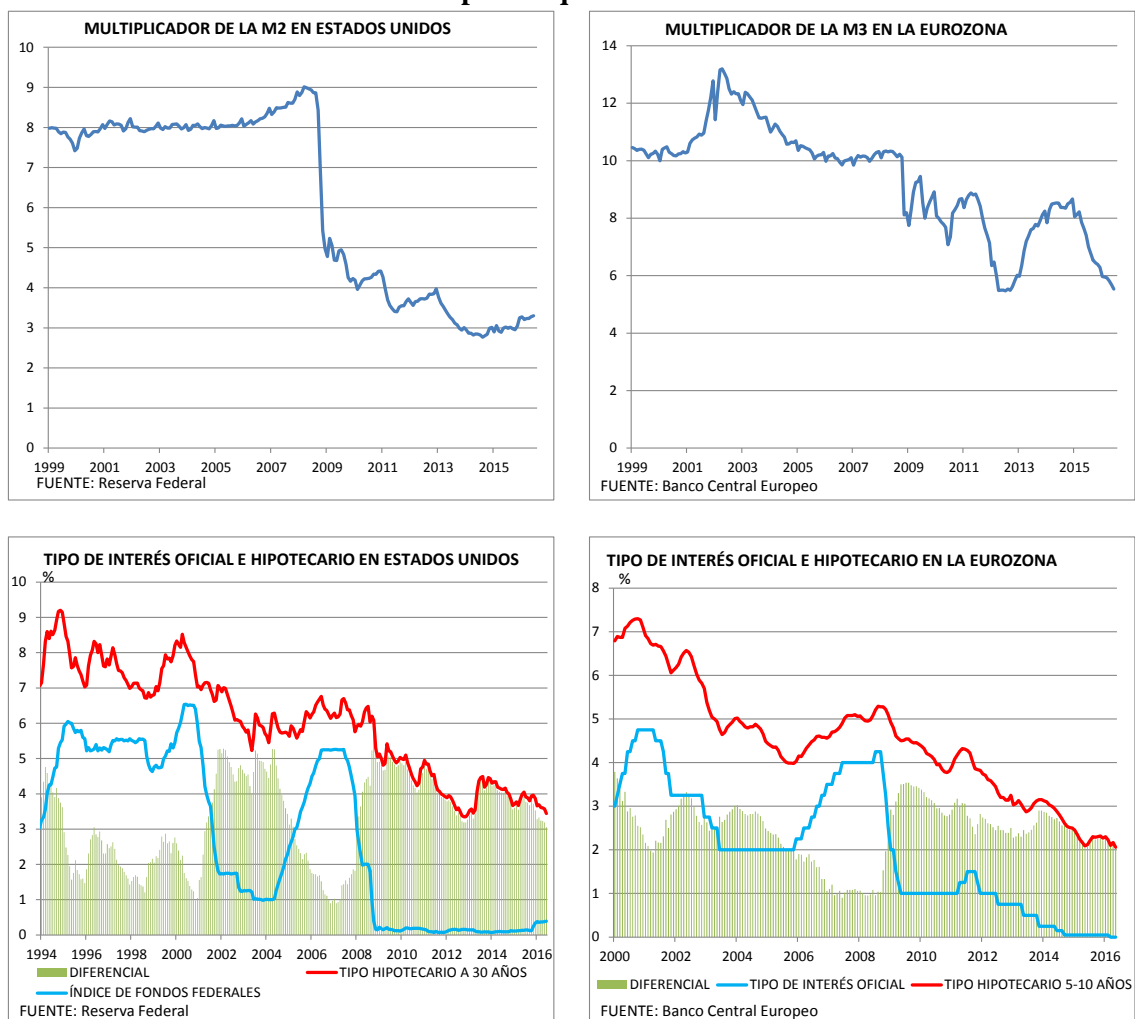 MULTIPLICADOR DE LA M2 EN ESTADOS UNIDOS
10
9
8
7
6
5
4
3
2
1
0
1999 2001 2003 2005 2007 2009 2011 2013 2015
FUENTE: Reserva Federal
MULTIPLICADOR DE LA M3 EN LA EUROZONA
14
12
10
8
6
4
2
0
1999 2001 2003 2005 2007 2009 2011 2013 2015
FUENTE: Banco Central Europeo
TIPO DE INTERÉS OFICIAL E HIPOTECARIO EN ESTADOS UNIDOS
%
10
9
8
7
6
5
4
3
2
1
0
1994 1996 1998 2000 2002 2004 2006 2008 2010 2012 2014 2016
DIFERENCIAL TIPO HIPOTECARIO A 30 AÑOS
ÍNDICE DE FONDOS FEDERALES
FUENTE: Reserva Federal
TIPO DE INTERÉS OFICIAL E HIPOTECARIO EN LA EUROZONA
%
8
7
6
5
4
3
2
1
0
2000 2002 2004 2006 2008 2010 2012 2014 2016
DIFERENCIAL TIPO DE INTERÉS OFICIAL TIPO HIPOTECARIO 5-10 AÑOS
FUENTE: Banco Central Europeo